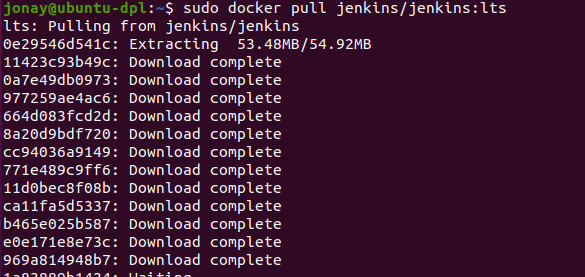 jonay@ubuntu-dpl:~$ sudo docker pull jenkins/jenkins:lts
lts: Pulling from jenkins/jenkins
0e29546d541c: Extracting  53.48MB/54.92MB
11423c93b49c: Download complete
0a7e49db0973: Download complete
977259ae4ac6: Download complete
664d083fcd2d: Download complete
8a20d9bdf720: Download complete
cc94036a9149: Download complete
771e489c9ff6: Download complete
11d0bec8f08b: Download complete
ca11fa5d5337: Download complete
b465e025b587: Download complete
e0e171e8e73c: Download complete
969a814948b7: Download complete
Waiting